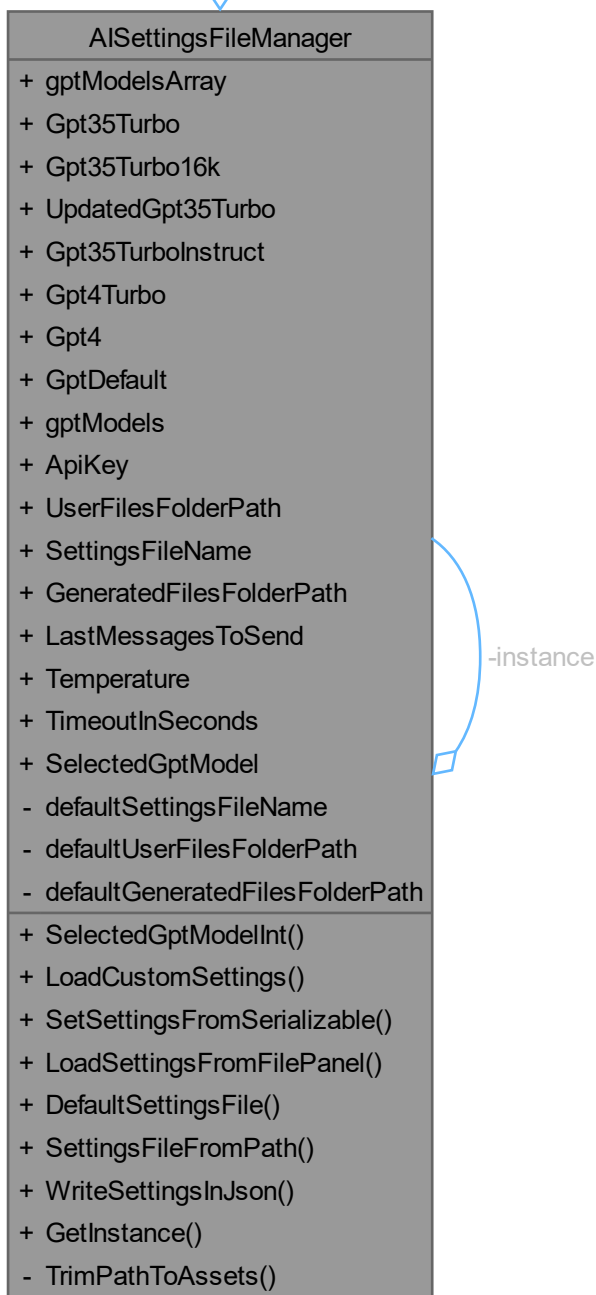 AISettingsFileManager
+ gptModelsArray
+ Gpt35Turbo
+ Gpt35Turbo16k
+ UpdatedGpt35Turbo
+ Gpt35TurboInstruct
+ Gpt4Turbo
+ Gpt4
+ GptDefault
+ gptModels
+ ApiKey
+ UserFilesFolderPath
+ SettingsFileName
+ GeneratedFilesFolderPath
+ LastMessagesToSend
+ Temperature
+ TimeoutInSeconds
+ SelectedGptModel
- defaultSettingsFileName
- defaultUserFilesFolderPath
- defaultGeneratedFilesFolderPath
+ SelectedGptModelInt()
+ LoadCustomSettings()
+ SetSettingsFromSerializable()
+ LoadSettingsFromFilePanel()
+ DefaultSettingsFile()
+ SettingsFileFromPath()
+ WriteSettingsInJson()
+ GetInstance()
- TrimPathToAssets()
-instance